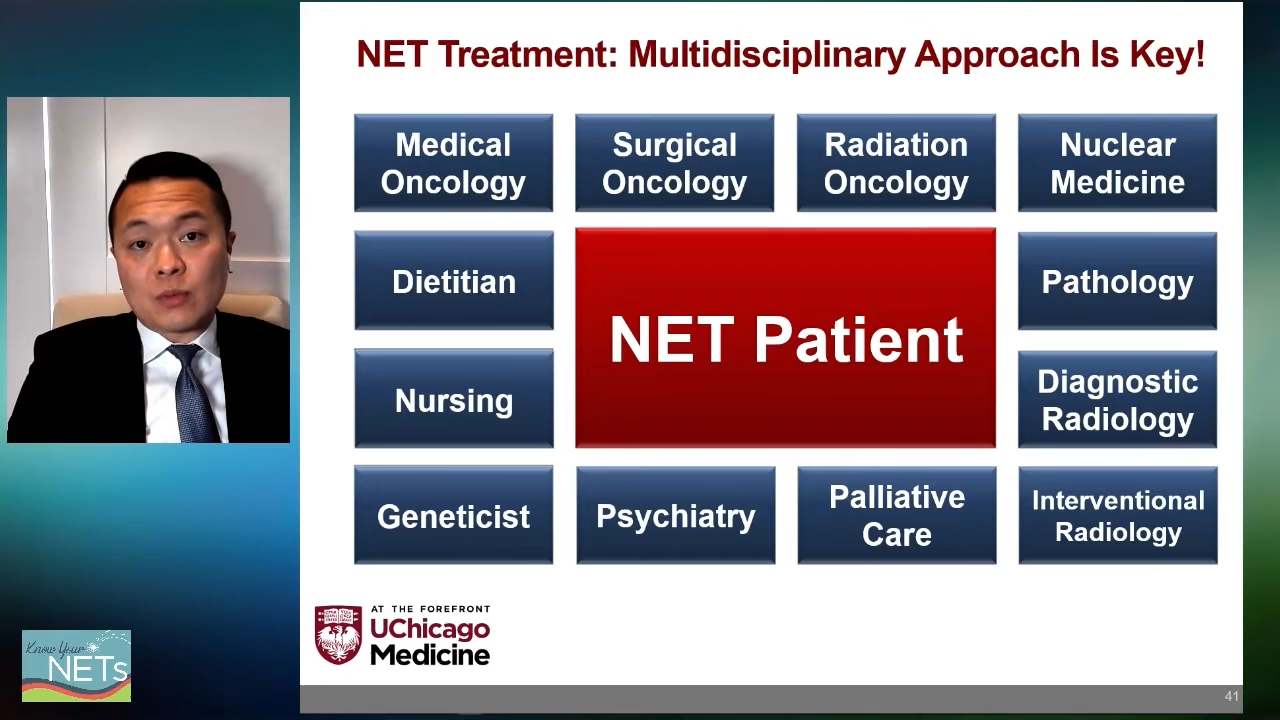 NET Treatment: Multidisciplinary Approach Is Key!
Medical
Oncology
Surgical
Oncology
Radiation
Oncology
Nuclear
Medicine
Dietitian
NET Patient
Pathology
Nursing
Diagnostic
Radiology
Geneticist
Psychiatry
Palliative
Care
Interventional
Radiology
AT THE FOREFRONT
UChicago
Medicine
Know Your
NETs
41